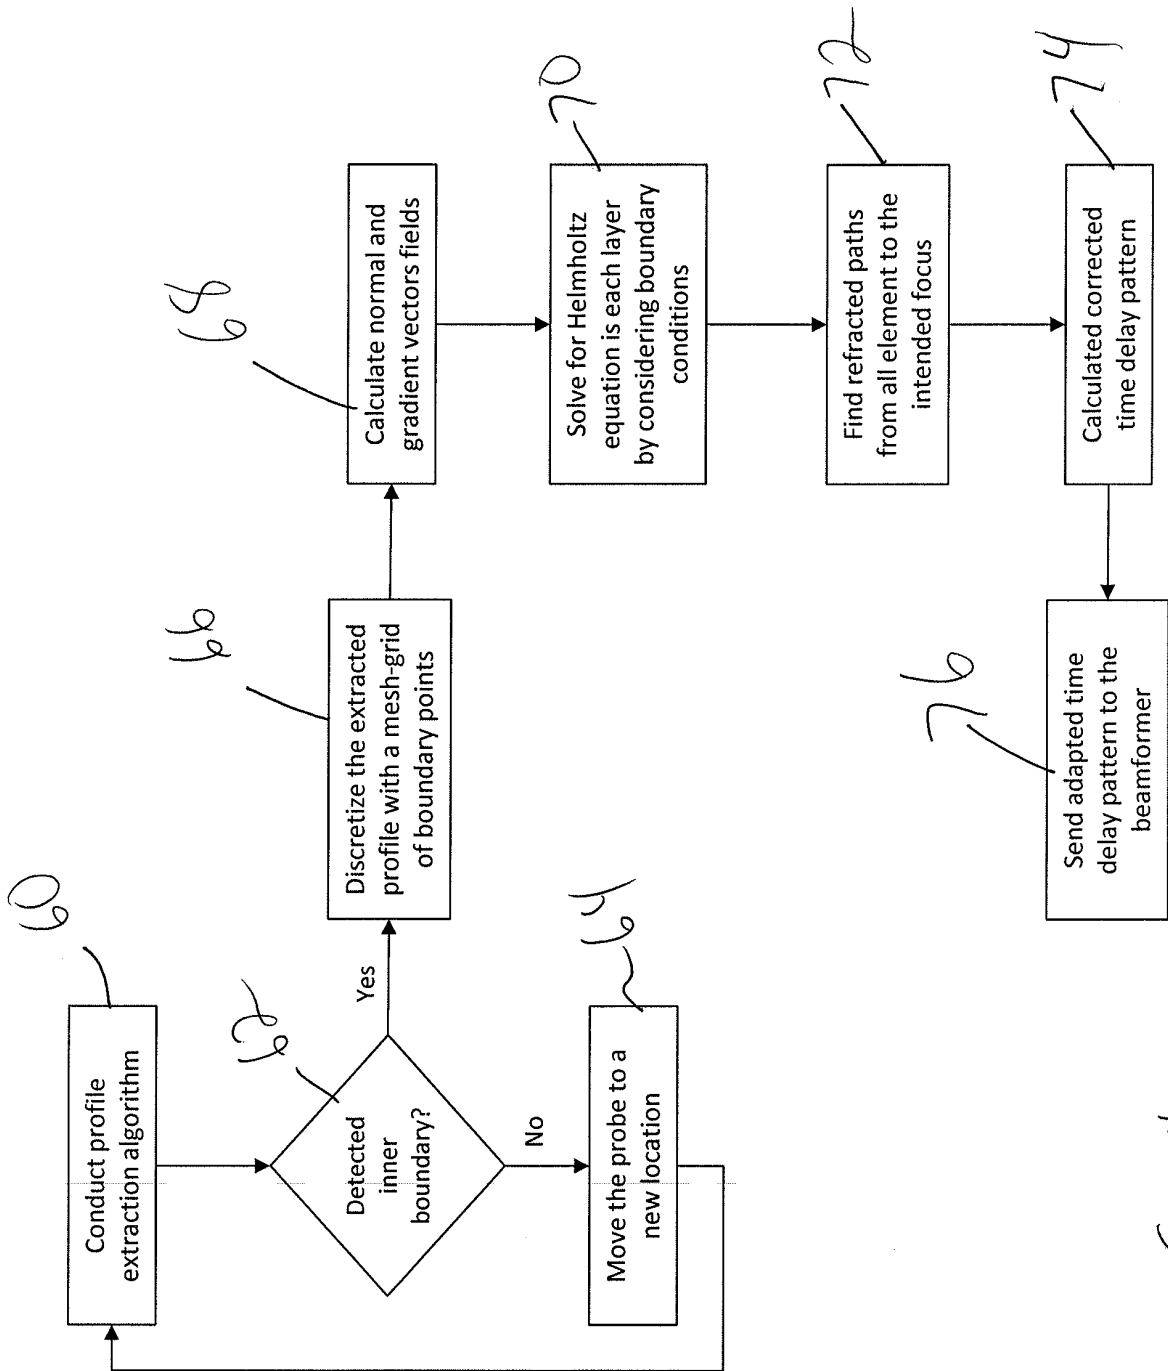 60
Conduct profile
extraction algorithm
62
Detected
inner
boundary?
Yes
No
64
Move the probe to a
new location
66
Discretize the extracted
profile with a mesh-grid
of boundary points
68
Calculate normal and
gradient vectors fields
70
Solve for Helmholtz
equation is each layer
by considering boundary
conditions
72
Find refracted paths
from all element to the
intended focus
74
Calculated corrected
time delay pattern
76
Send adapted time
delay pattern to the
beamformer